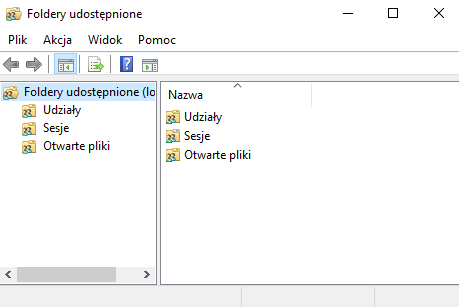 Foldery udostępnione
Plik Akcja Widok Pomoc
Foldery udostępnione (lo
Udziały
Sesje
Otwarte pliki
Nazwa
Udziały
Sesje
Otwarte pliki